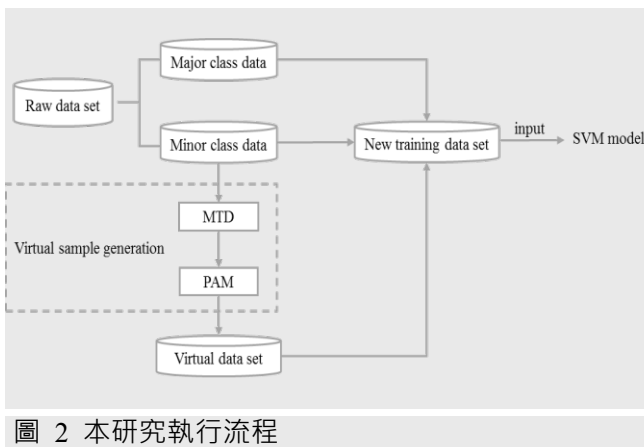 Major class data
Raw data set
Minor class data
New training data set
input
SVM model
MTD
Virtual sample generation
PAM
Virtual data set
圖 2 本研究執行流程